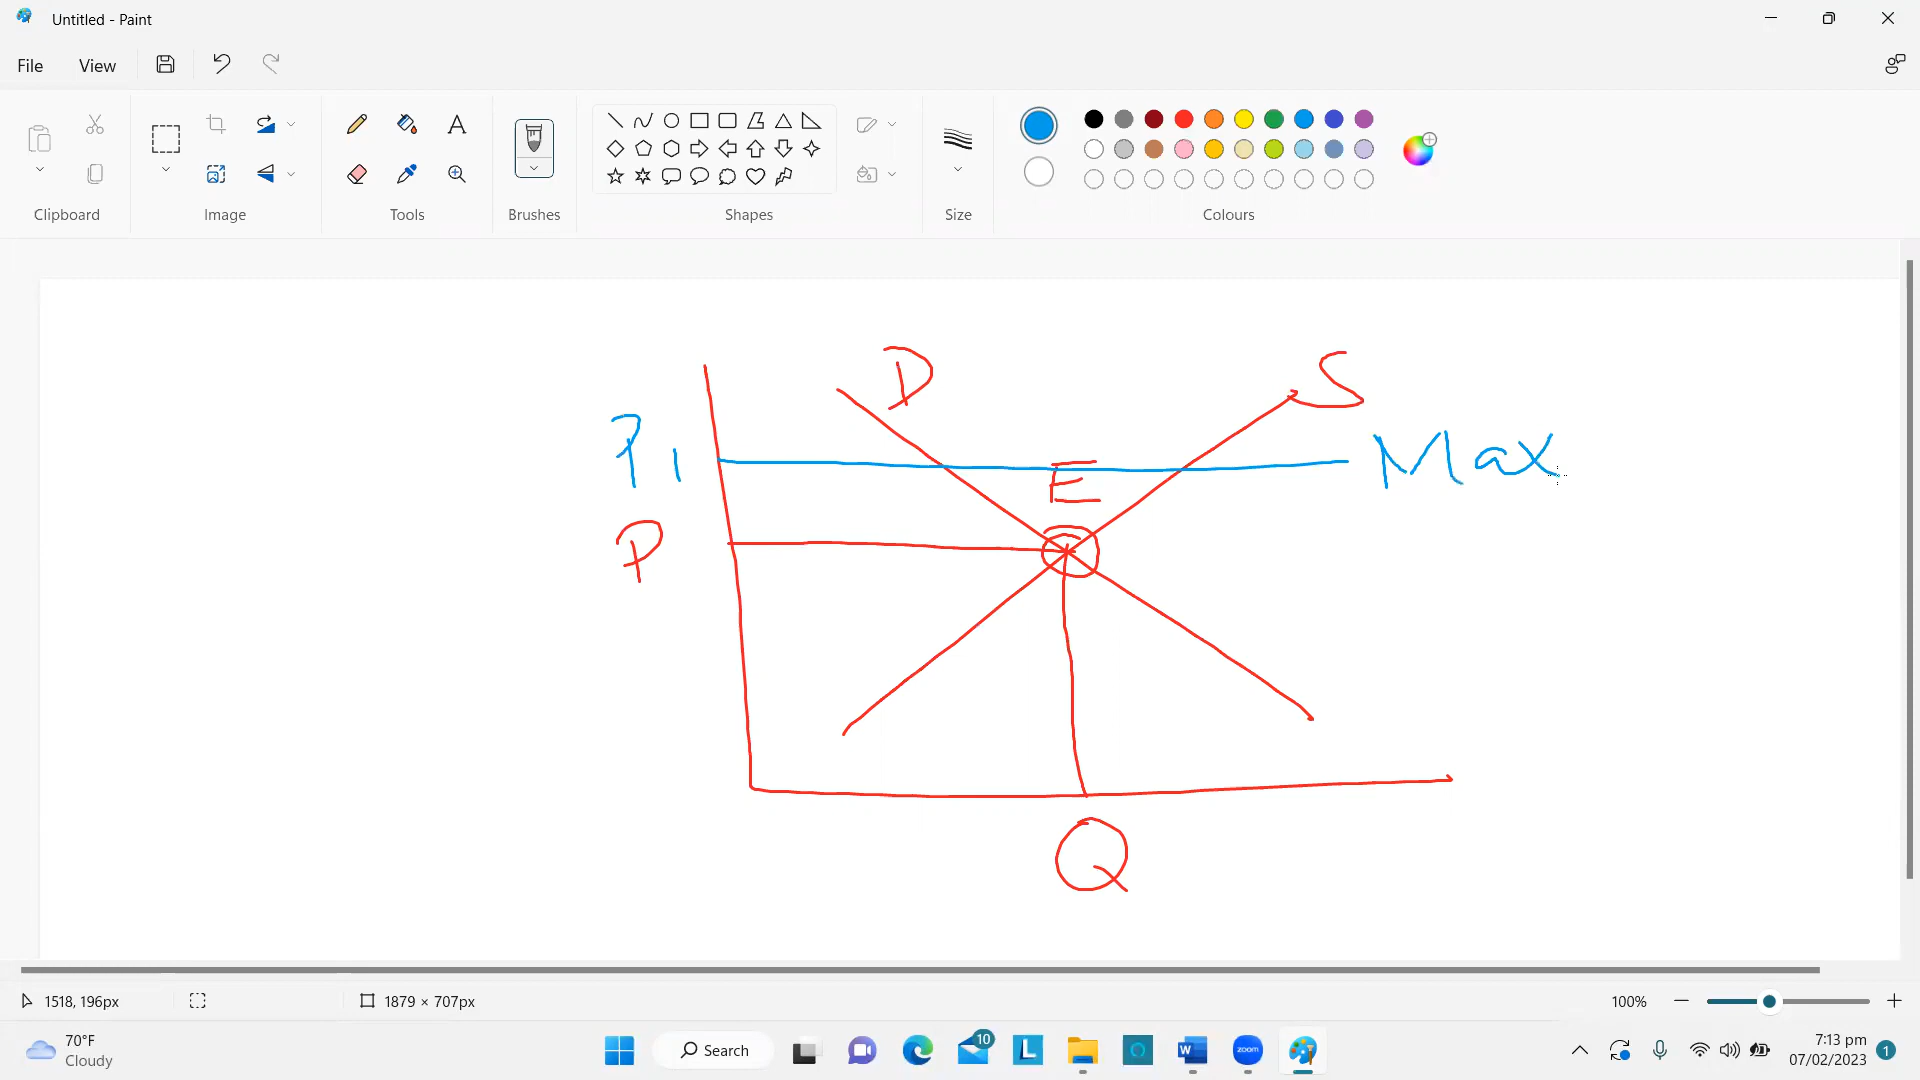 Untitled - Paint
File View
Clipboard Image Tools Brushes Shapes Size Colours
D S
P1 Max
E
P
Q
1518, 196px 1879 × 707px 100%
70°F
Cloudy
Search
10
L
W
zoom
7:13 pm
07/02/2023
1